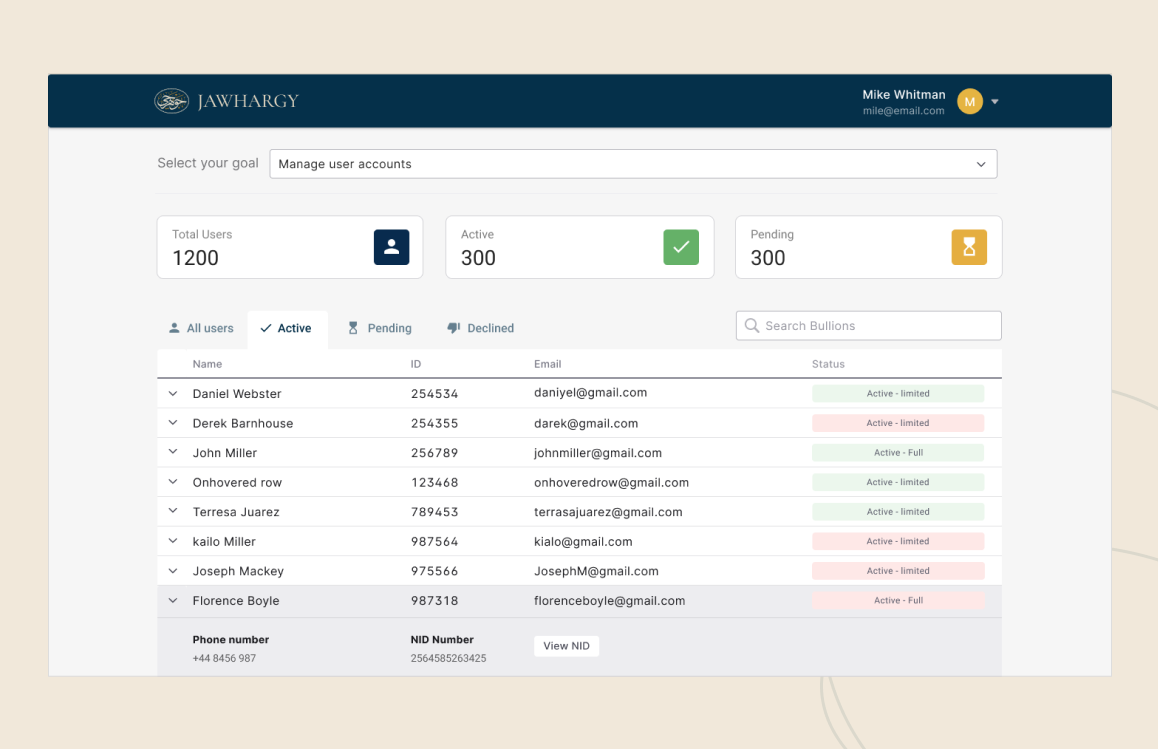 JAWHARGY
Mike Whitman
mile@email.com
M
Select your goal
Manage user accounts
Total Users
1200
Active
300
Pending
300
All users
Active
Pending
Declined
Search Bullions
Name ID Email Status
Daniel Webster 254534 daniyel@gmail.com Active - limited
Derek Barnhouse 254355 darek@gmail.com Active - limited
John Miller 256789 johnmiller@gmail.com Active - Full
Onhovered row 123468 onhoveredrow@gmail.com Active - limited
Terresa Juarez 789453 terrasajuarez@gmail.com Active - limited
kailo Miller 987564 kialo@gmail.com Active - limited
Joseph Mackey 975566 JosephM@gmail.com Active - limited
Florence Boyle 987318 florenceboyle@gmail.com Active - Full
Phone number NID Number View NID
+44 8456 987 2564585263425